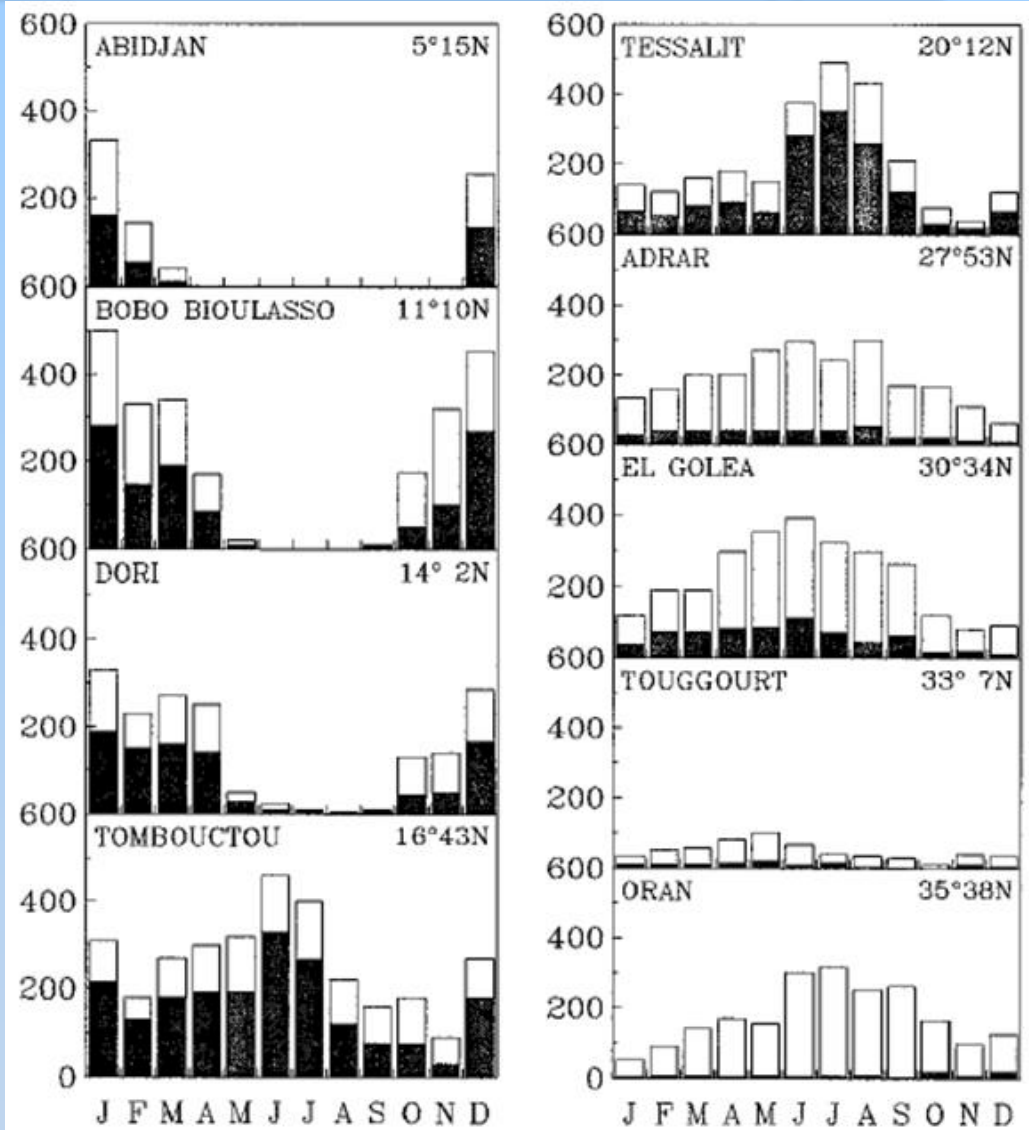 600
ABIDJAN 5°15N
400
200
600
BOBO BIOULASSO 11°10N
400
200
600
DORI 14° 2N
400
200
600
TOMBOUCTOU 16°43N
400
200
0
J F M A M J J A S O N D
600
TESSALIT 20°12N
400
200
600
ADRAR 27°53N
400
200
600
EL GOLEA 30°34N
400
200
600
TOUGGOURT 33° 7N
400
200
600
ORAN 35°38N
400
200
0
J F M A M J J A S O N D